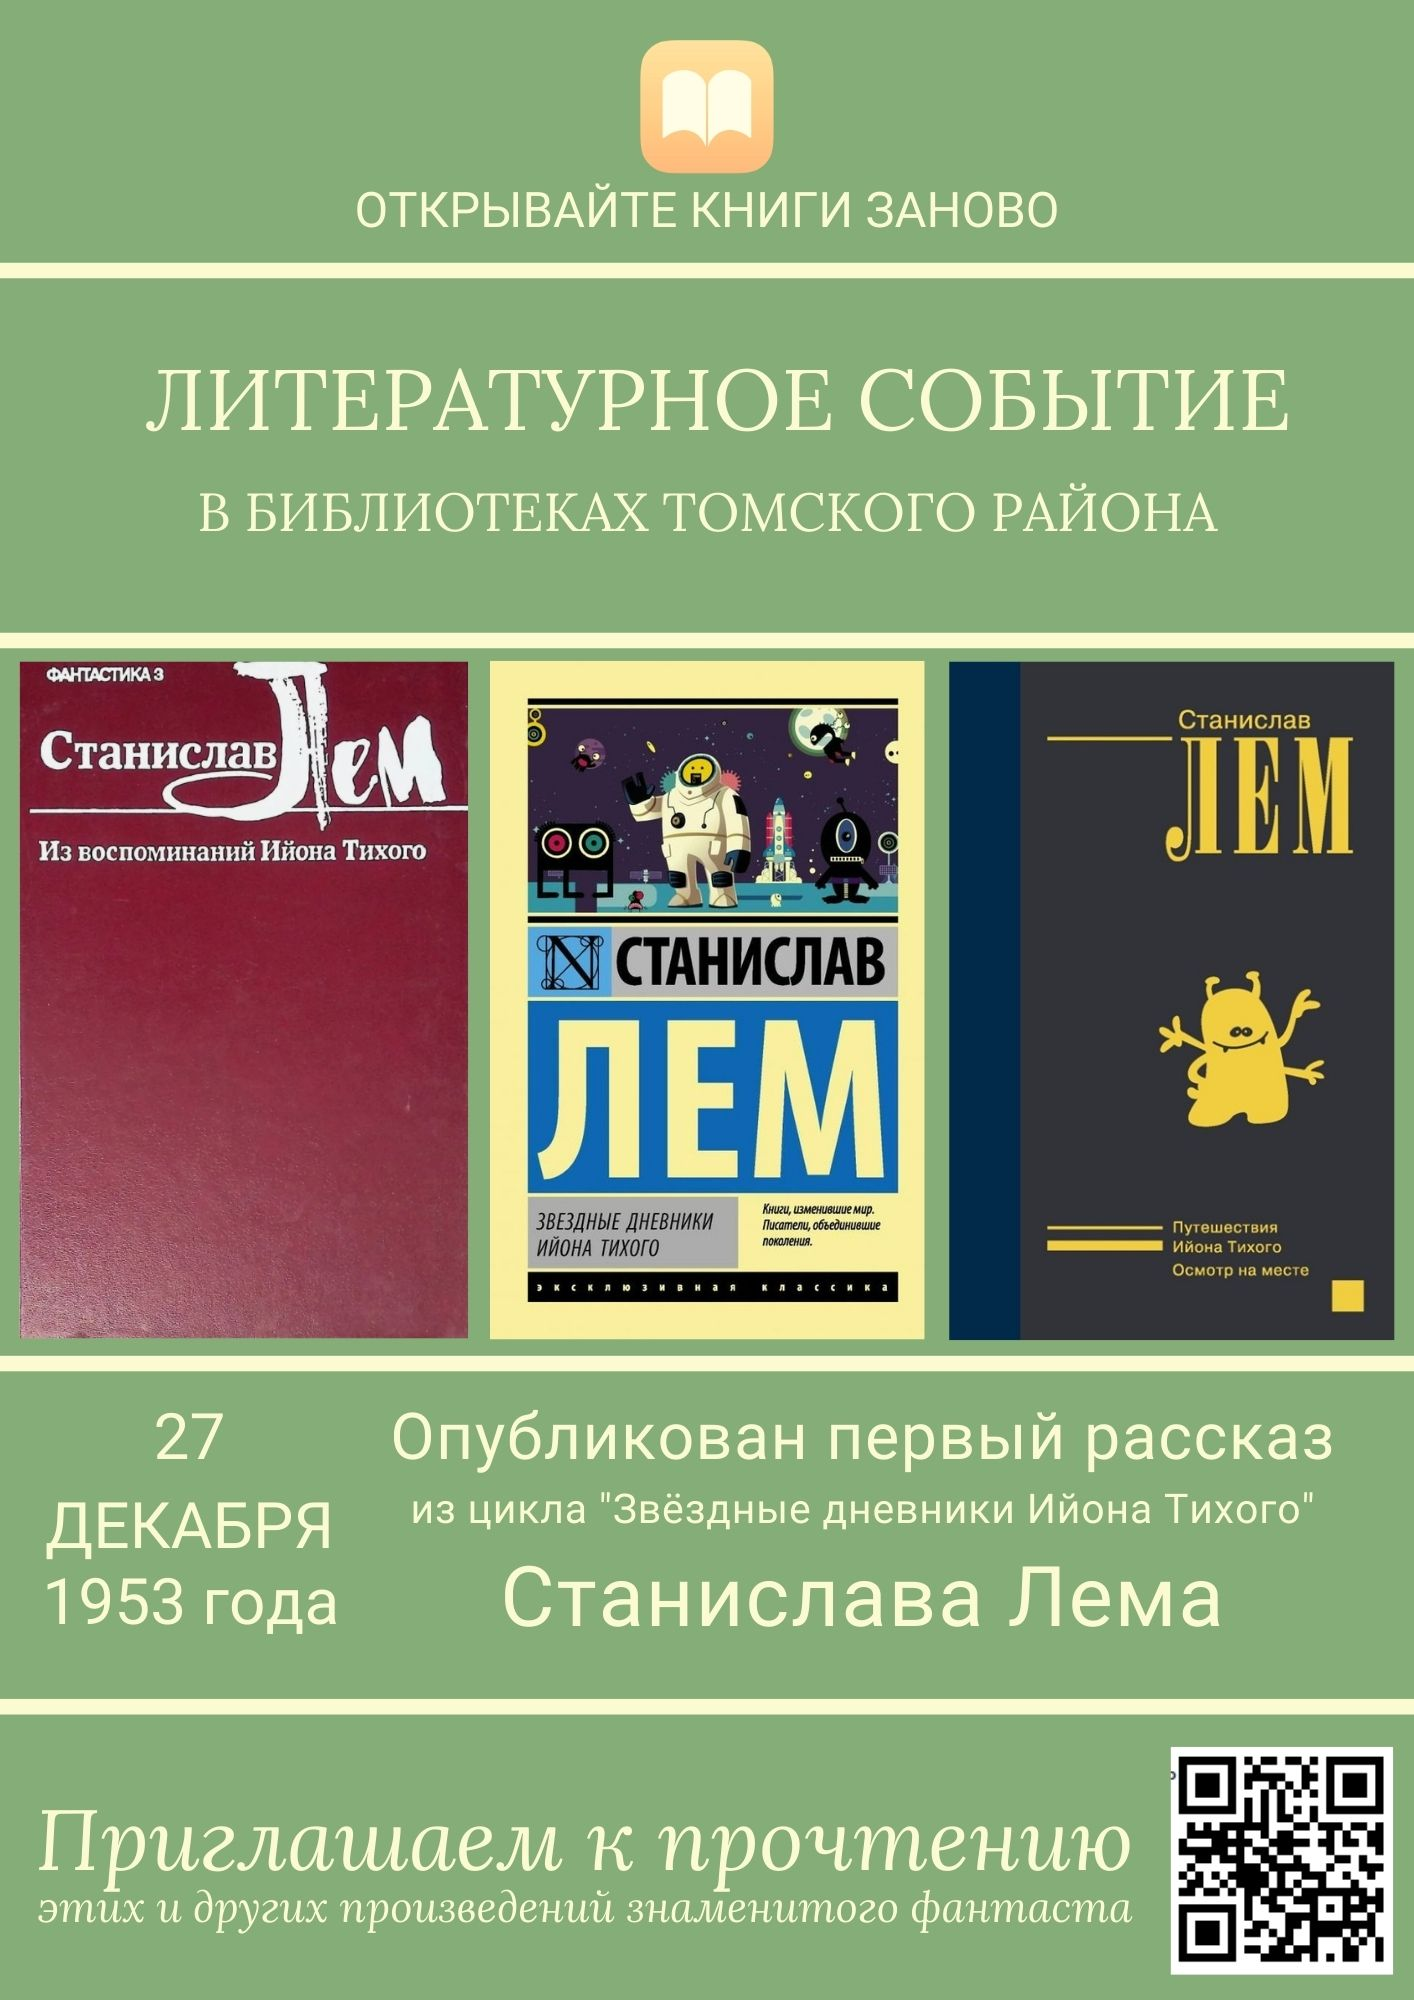 ОТКРЫВАЙТЕ КНИГИ ЗАНОВО
ЛИТЕРАТУРНОЕ СОБЫТИЕ
В БИБЛИОТЕКАХ ТОМСКОГО РАЙОНА
ФАНТАСТИКА 3
Станислав Лем
Из воспоминаний Ийона Тихого
N СТАНИСЛАВ
ЛЕМ
ЗВЕЗДНЫЕ ДНЕВНИКИ
ИЙОНА ТИХОГО
Книги, изменившие мир.
Писатели, объединившие
поколения.
эксклюзивная классика
Станислав
ЛЕМ
Путешествия
Ийона Тихого
Осмотр на месте
27
ДЕКАБРЯ
1953 года
Опубликован первый рассказ
из цикла "Звёздные дневники Ийона Тихого"
Станислава Лема
Приглашаем к прочтению
этих и других произведений знаменитого фантаста